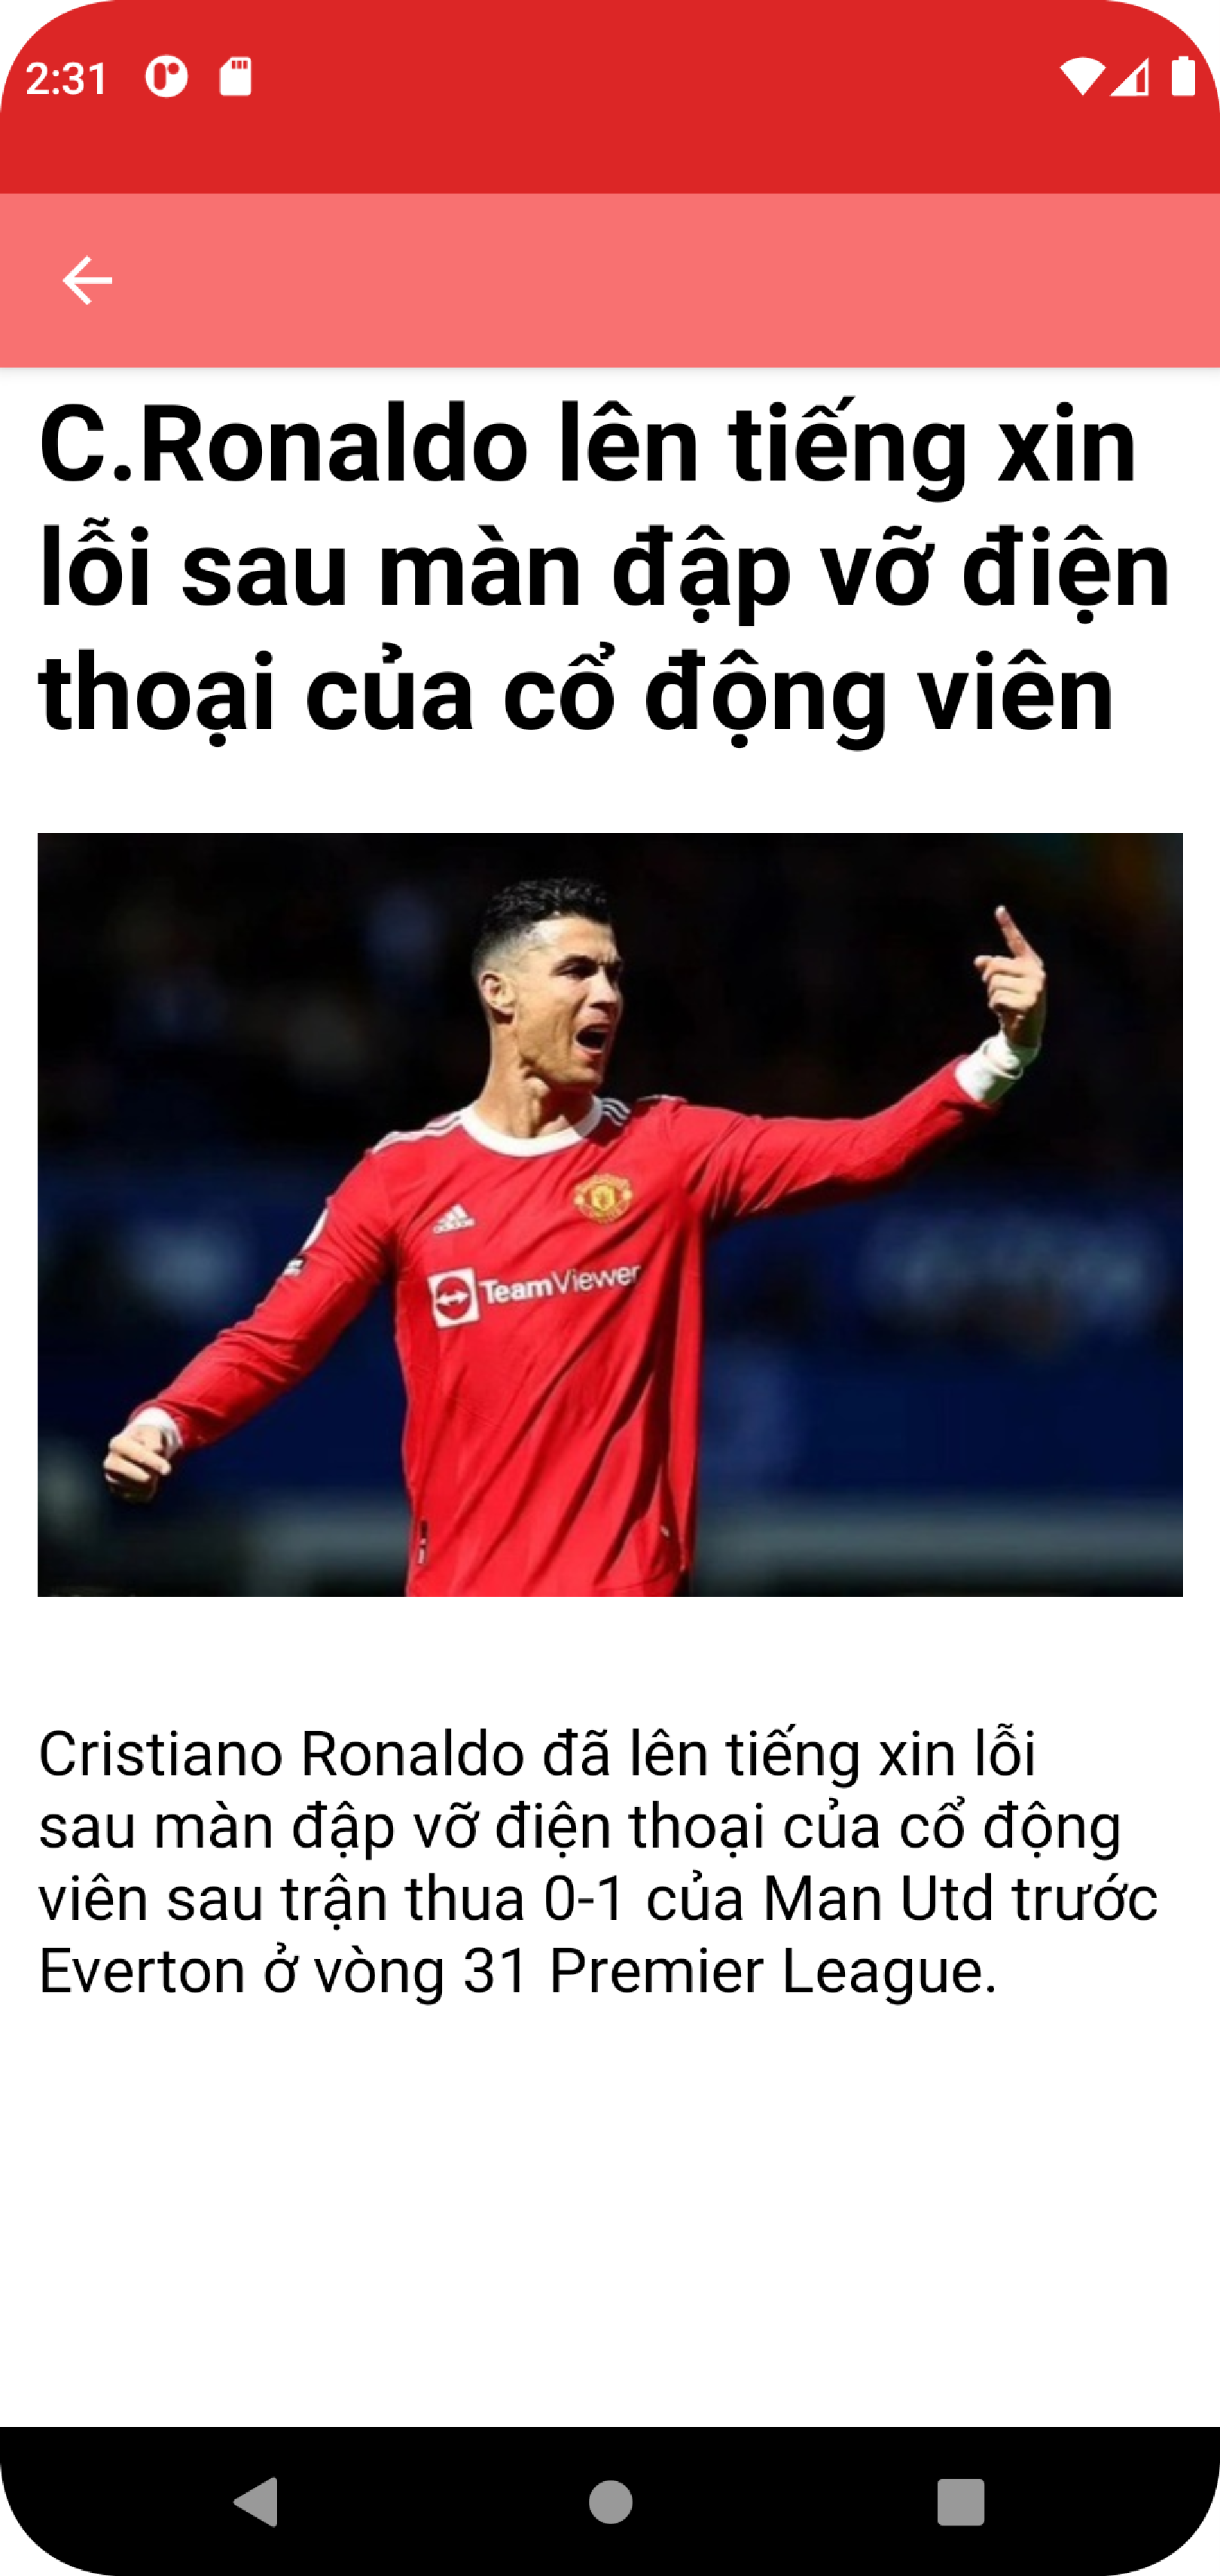 2:31
C.Ronaldo lên tiếng xin
lỗi sau màn đập vỡ điện
thoại của cổ động viên
adidas
TeamViewer
Cristiano Ronaldo đã lên tiếng xin lỗi
sau màn đập vỡ điện thoại của cổ động
viên sau trận thua 0-1 của Man Utd trước
Everton ở vòng 31 Premier League.